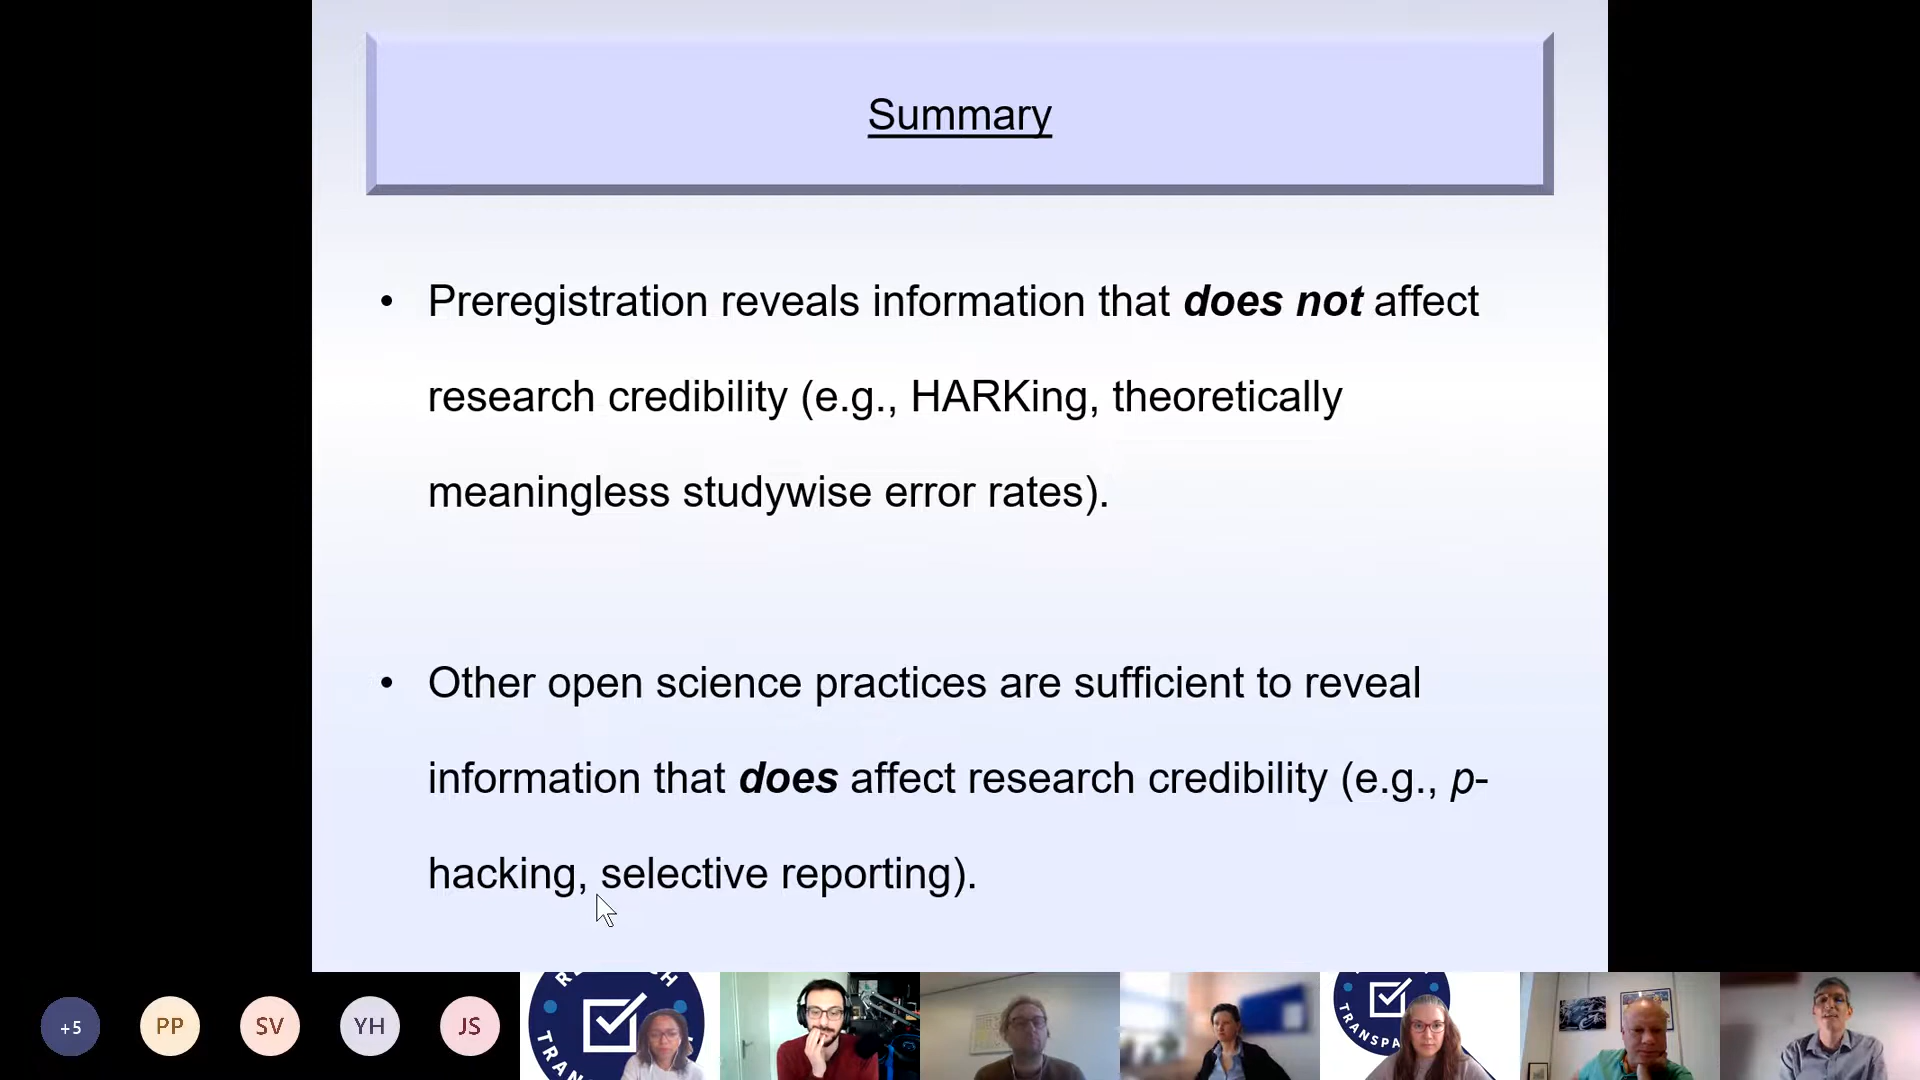 Summary
• Preregistration reveals information that does not affect
research credibility (e.g., HARKing, theoretically
meaningless studywise error rates).
• Other open science practices are sufficient to reveal
information that does affect research credibility (e.g., p-
hacking, selective reporting).
+5
PP
SV
YH
JS
TRANSPA